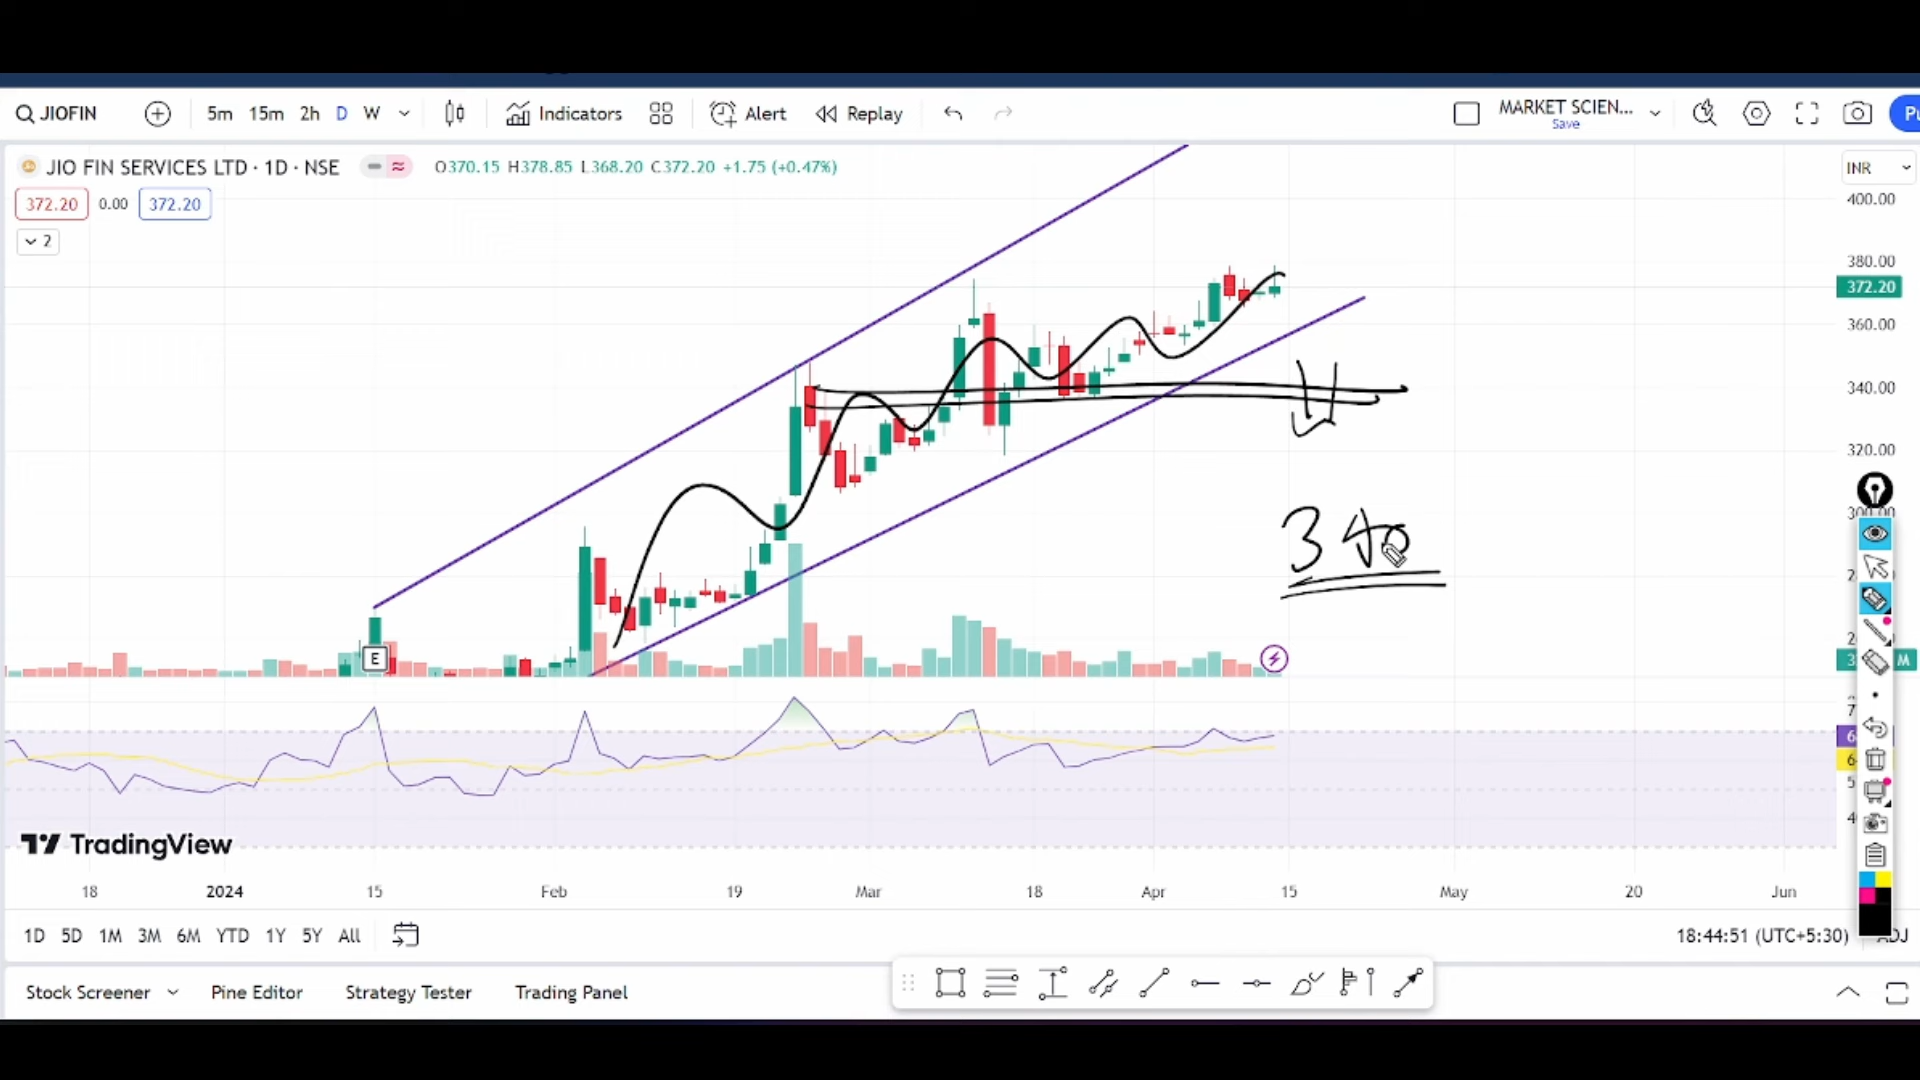 JIOFIN 5m 15m 2h D W Indicators Alert Replay MARKET SCIEN...
Save
JIO FIN SERVICES LTD · 1D · NSE O370.15 H378.85 L368.20 C372.20 +1.75 (+0.47%) INR
372.20 0.00 372.20
2
400.00
380.00
372.20
360.00
340.00
320.00
300.00
340
E
M
TradingView
18 2024 15 Feb 19 Mar 18 Apr 15 May 20 Jun
1D 5D 1M 3M 6M YTD 1Y 5Y All 18:44:51 (UTC+5:30) ADJ
Stock Screener Pine Editor Strategy Tester Trading Panel